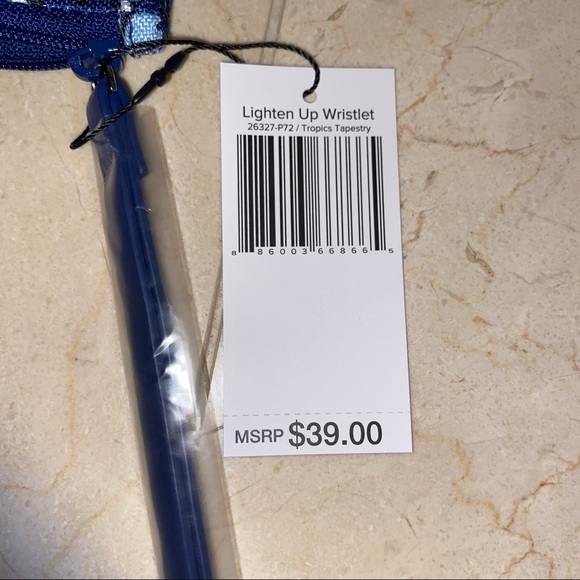 Lighten Up Wristlet
26327-P72 / Tropics Tapestry
8 86003 66866 5
MSRP $39.00